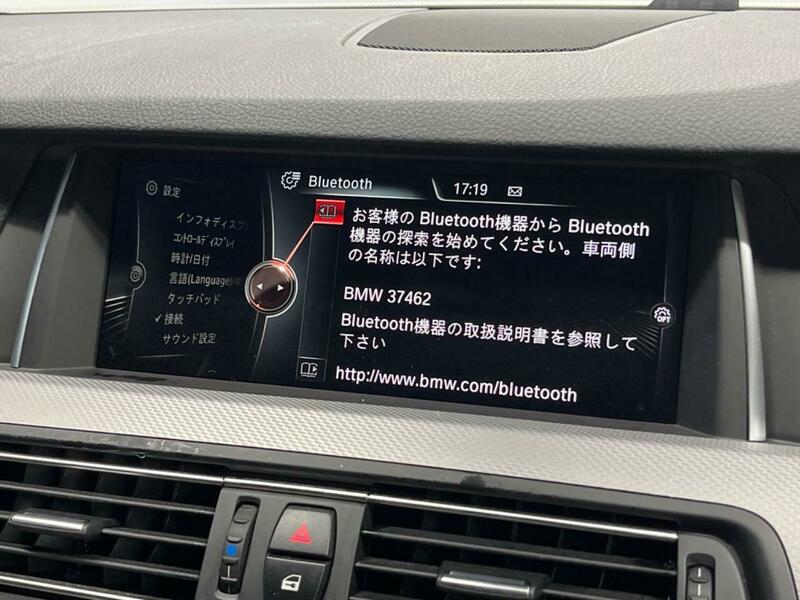 設定
Bluetooth
17:19
インフォディスプ
コントロールディスプレイ
時計/日付
言語(Language)/
タッチパッド
接続
サウンド設定
お客様の Bluetooth機器から Bluetooth
機器の探索を始めてください。車両側
の名称は以下です:
BMW 37462
Bluetooth機器の取扱説明書を参照して
下さい
http://www.bmw.com/bluetooth
OPT